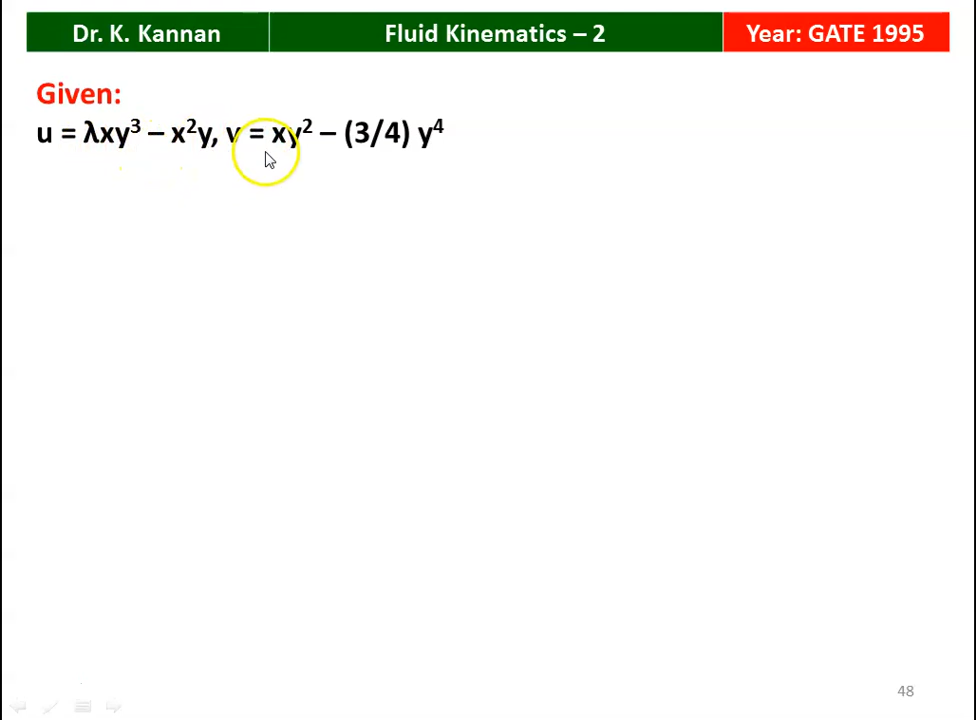 Dr. K. Kannan Fluid Kinematics – 2 Year: GATE 1995
Given:
u = λxy³ – x²y, v = xy² – (3/4) y⁴
48